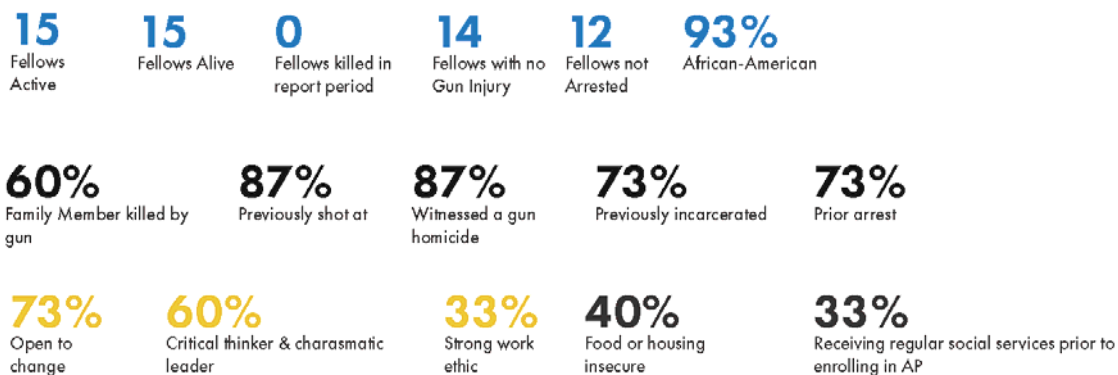 15 15 0 14 12 93%
Fellows Active
Fellows Alive
Fellows killed in report period
Fellows with no Gun Injury
Fellows not Arrested
African-American
60% 87% 87% 73% 73%
Family Member killed by gun
Previously shot at
Witnessed a gun homicide
Previously incarcerated
Prior arrest
73% 60% 33% 40% 33%
Open to change
Critical thinker & charasmatic leader
Strong work ethic
Food or housing insecure
Receiving regular social services prior to enrolling in AP